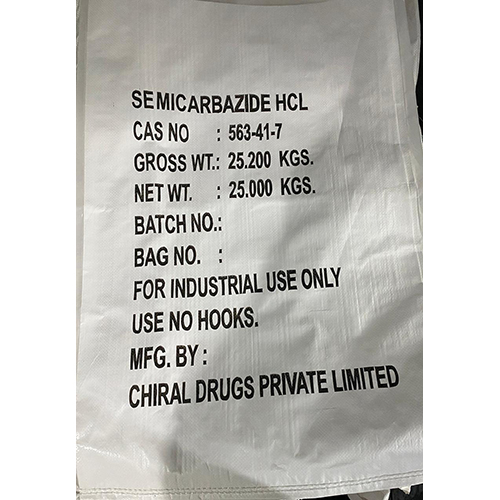 SEMICARBAZIDE HCL
CAS NO : 563-41-7
GROSS WT.: 25.200 KGS.
NET WT. : 25.000 KGS.
BATCH NO.:
BAG NO. :
FOR INDUSTRIAL USE ONLY
USE NO HOOKS.
MFG. BY :
CHIRAL DRUGS PRIVATE LIMITED